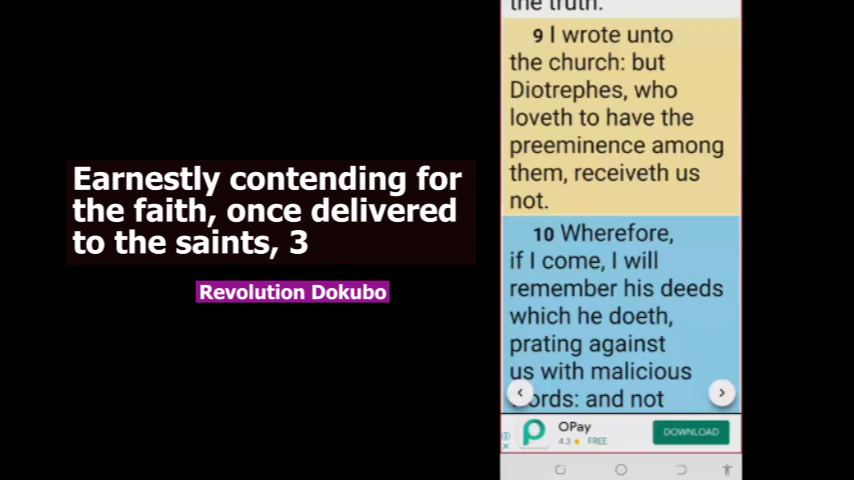 Earnestly contending for
the faith, once delivered
to the saints, 3
Revolution Dokubo
the truth.
9 I wrote unto
the church: but
Diotrephes, who
loveth to have the
preeminence among
them, receiveth us
not.
10 Wherefore,
if I come, I will
remember his deeds
which he doeth,
prating against
us with malicious
words: and not
OPay
4.3 ★ FREE
DOWNLOAD